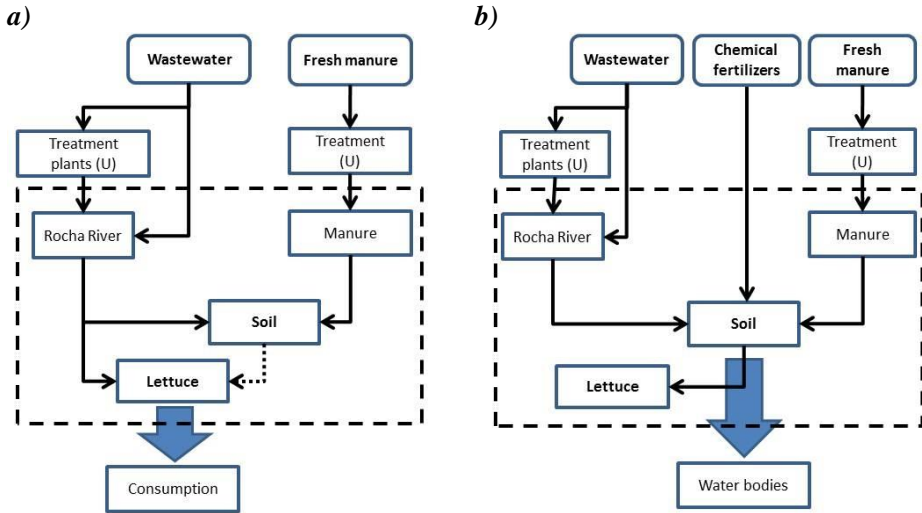 a)
Wastewater
Fresh manure
Treatment
plants (U)
Treatment
(U)
Rocha River
Manure
Soil
Lettuce
Consumption
b)
Wastewater
Chemical
fertilizers
Fresh
manure
Treatment
plants (U)
Treatment
(U)
Rocha River
Manure
Soil
Lettuce
Water bodies